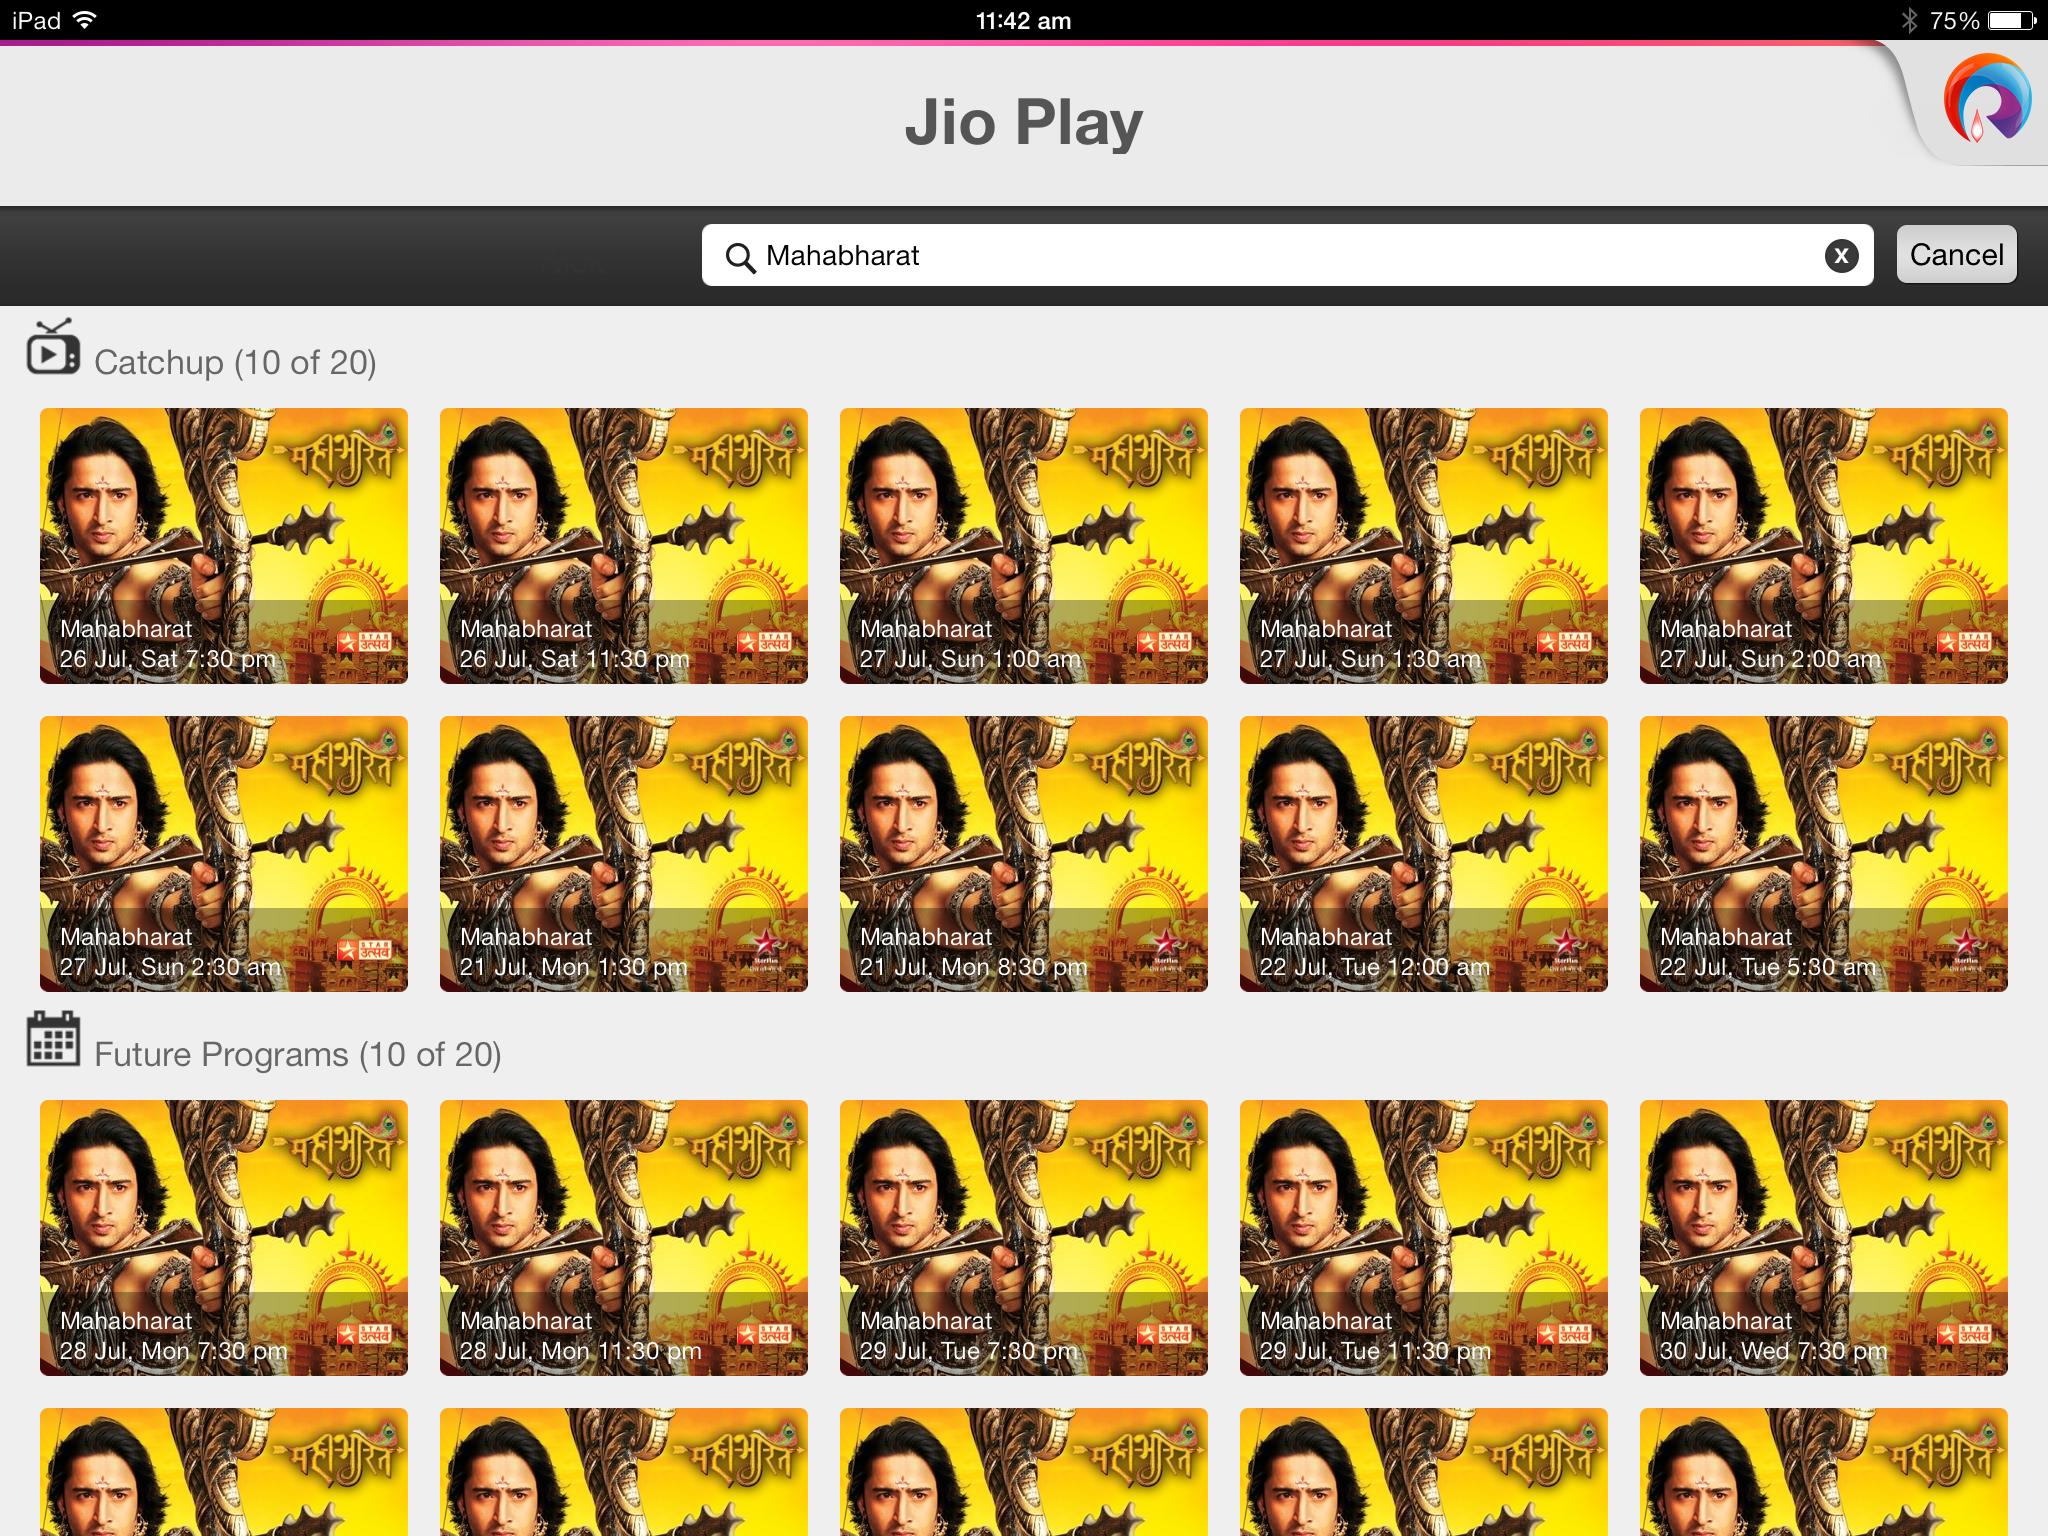 iPad
11:42 am
75%
Jio Play
Mahabharat
x
Cancel
Catchup (10 of 20)
महाभारत
Mahabharat
26 Jul, Sat 7:30 pm
STAR
उत्सव
महाभारत
Mahabharat
26 Jul, Sat 11:30 pm
STAR
उत्सव
महाभारत
Mahabharat
27 Jul, Sun 1:00 am
STAR
उत्सव
महाभारत
Mahabharat
27 Jul, Sun 1:30 am
STAR
उत्सव
महाभारत
Mahabharat
27 Jul, Sun 2:00 am
STAR
उत्सव
महाभारत
Mahabharat
27 Jul, Sun 2:30 am
STAR
उत्सव
महाभारत
Mahabharat
21 Jul, Mon 1:30 pm
StarPlus
महाभारत
Mahabharat
21 Jul, Mon 8:30 pm
StarPlus
महाभारत
Mahabharat
22 Jul, Tue 12:00 am
StarPlus
महाभारत
Mahabharat
22 Jul, Tue 5:30 am
StarPlus
Future Programs (10 of 20)
महाभारत
Mahabharat
28 Jul, Mon 7:30 pm
STAR
उत्सव
महाभारत
Mahabharat
28 Jul, Mon 11:30 pm
STAR
उत्सव
महाभारत
Mahabharat
29 Jul, Tue 7:30 pm
STAR
उत्सव
महाभारत
Mahabharat
29 Jul, Tue 11:30 pm
STAR
उत्सव
महाभारत
Mahabharat
30 Jul, Wed 7:30 pm
STAR
उत्सव
महाभारत
महाभारत
महाभारत
महाभारत
महाभारत